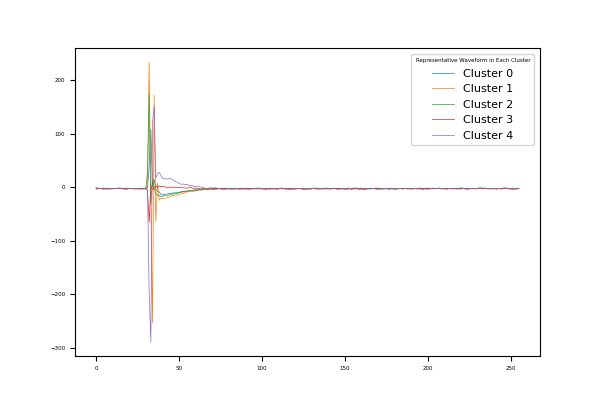 Representative Waveform in Each Cluster
Cluster 0
Cluster 1
Cluster 2
Cluster 3
Cluster 4
200
100
0
−100
−200
−300
0 50 100 150 200 250